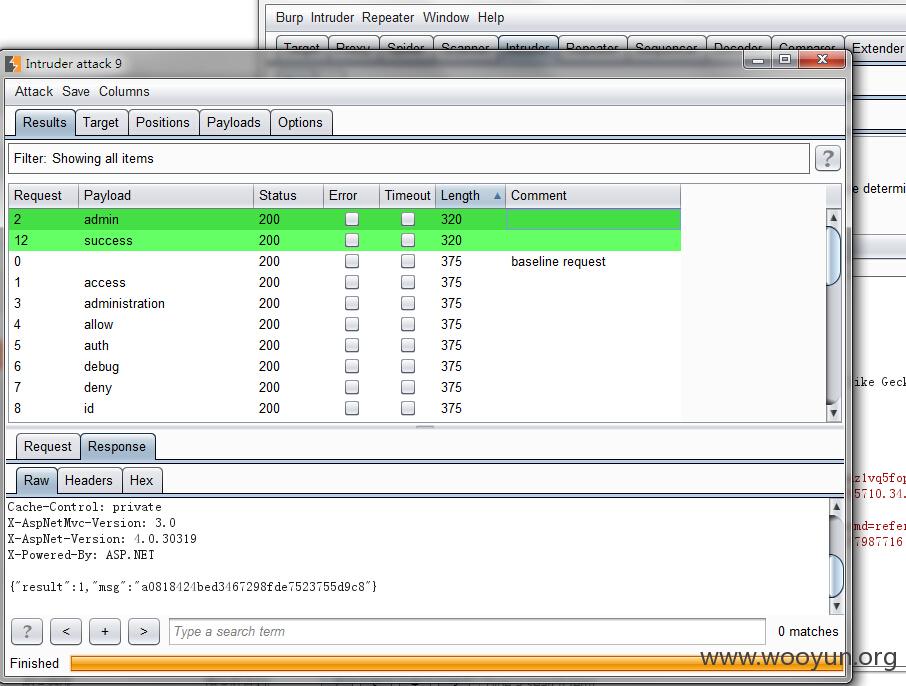 Burp Intruder Repeater Window Help
Target Proxy Spider Scanner Intruder Repeater Sequencer Decoder Comparer Extender
Intruder attack 9
Attack Save Columns
Results Target Positions Payloads Options
Filter: Showing all items
?
e determi
Request Payload Status Error Timeout Length Comment
2 admin 200 320
12 success 200 320
0 200 375 baseline request
1 access 200 375
3 administration 200 375
4 allow 200 375
5 auth 200 375
6 debug 200 375
7 deny 200 375
ike Geck
8 id 200 375
Request Response
Raw Headers Hex
z1vq5fop
5710.34.
Cache-Control: private
X-AspNetMvc-Version: 3.0
md=refer
X-AspNet-Version: 4.0.30319
7987716
X-Powered-By: ASP.NET
{"result":1,"msg":"a0818424bed3467298fde7523755d9c8"}
? < + > Type a search term 0 matches
Finished
www.wooyun.org